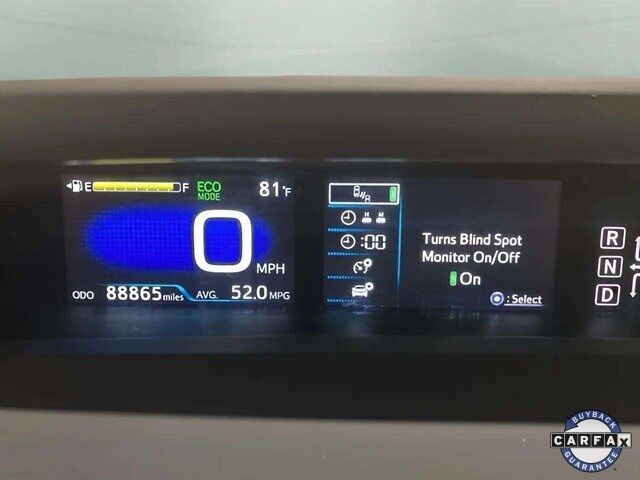 E F ECO MODE 81°F
0 MPH
ODO 88865 miles AVG. 52.0 MPG
:00
Turns Blind Spot
Monitor On/Off
On
: Select
R
N
D
BUYBACK
CARFAX
GUARANTEE